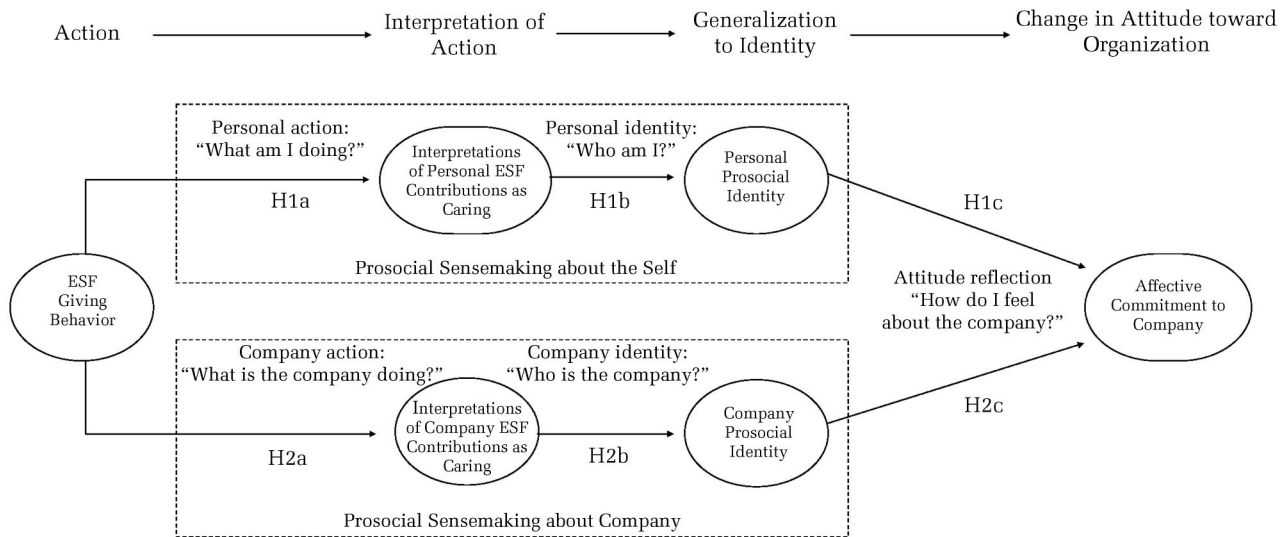 Action
Interpretation of
Action
Generalization
to Identity
Change in Attitude toward
Organization
Personal action:
“What am I doing?”
H1a
Interpretations
of Personal ESF
Contributions as
Caring
Personal identity:
“Who am I?”
H1b
Personal
Prosocial
Identity
H1c
Prosocial Sensemaking about the Self
ESF
Giving
Behavior
Attitude reflection
“How do I feel
about the company?”
Affective
Commitment to
Company
Company action:
“What is the company doing?”
H2a
Interpretations
of Company ESF
Contributions as
Caring
Company identity:
“Who is the company?”
H2b
Company
Prosocial
Identity
H2c
Prosocial Sensemaking about Company